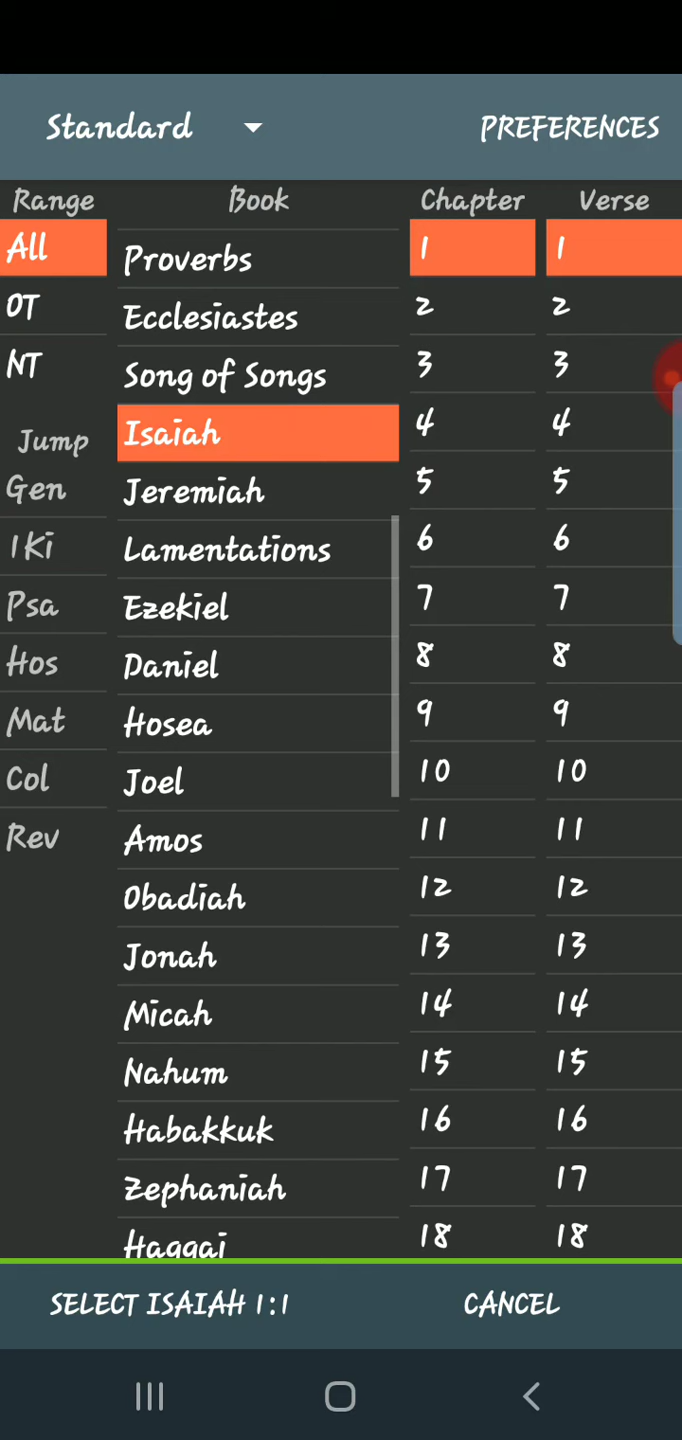 Standard PREFERENCES
Range Book Chapter Verse
All Proverbs 1 1
OT Ecclesiastes 2 2
NT Song of Songs 3 3
Jump Isaiah 4 4
Gen Jeremiah 5 5
1Ki Lamentations 6 6
Psa Ezekiel 7 7
Hos Daniel 8 8
Mat Hosea 9 9
Col Joel 10 10
Rev Amos 11 11
Obadiah 12 12
Jonah 13 13
Micah 14 14
Nahum 15 15
Habakkuk 16 16
Zephaniah 17 17
Haggai 18 18
SELECT ISAIAH 1:1 CANCEL